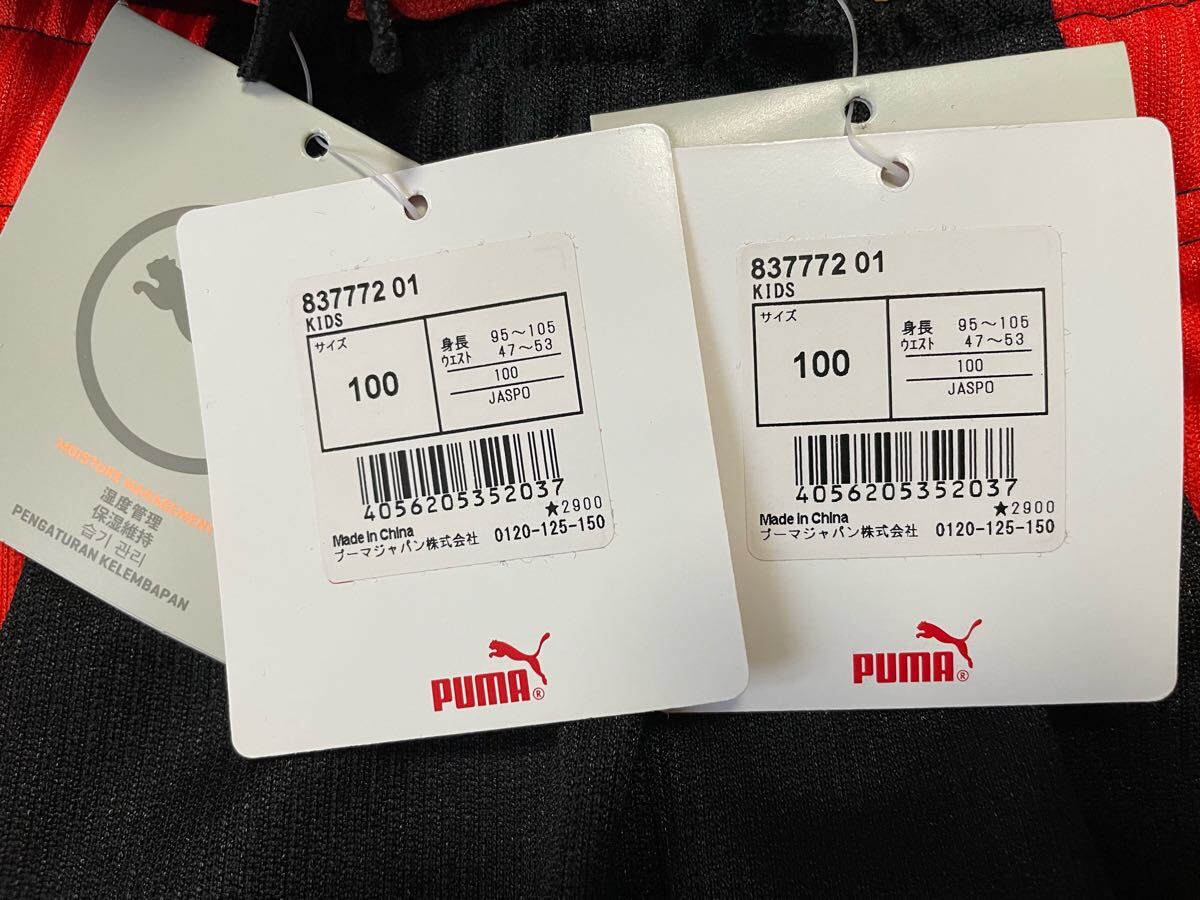 MOISTURE MANAGEMENT
湿度管理
保湿維持
습기 관리
PENGATURAN KELEMBAPAN
837772 01
KIDS
サイズ
100
身長 95～105
ウエスト 47～53
100
JASPO
4056205352037
★2900
Made in China
プーマジャパン株式会社 0120-125-150
PUMA®
837772 01
KIDS
サイズ
100
身長 95～105
ウエスト 47～53
100
JASPO
4056205352037
★2900
Made in China
プーマジャパン株式会社 0120-125-150
PUMA®